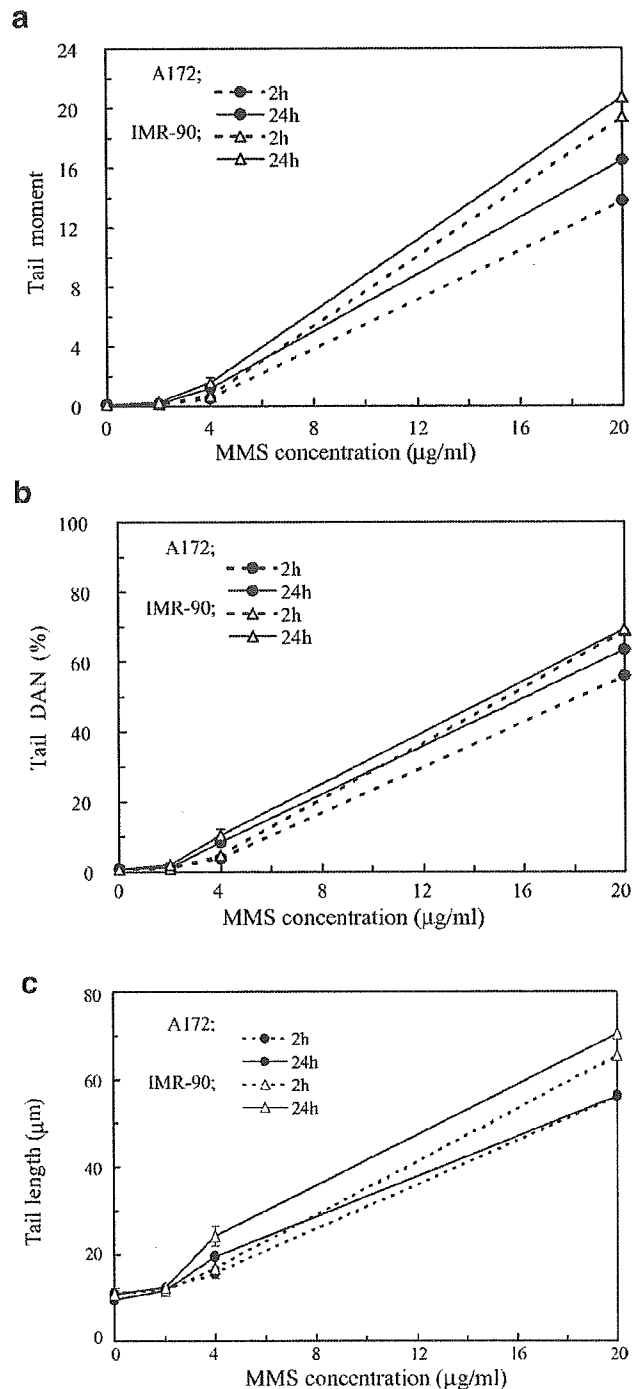 a
24
20
16
12
8
4
0
Tail moment
A172;
2h
24h
IMR-90;
2h
24h
0 4 8 12 16 20
MMS concentration (µg/ml)
b
100
80
60
40
20
0
Tail DAN (%)
A172;
2h
24h
IMR-90;
2h
24h
0 4 8 12 16 20
MMS concentration (µg/ml)
c
80
60
40
20
0
Tail length (µm)
A172;
2h
24h
IMR-90;
2h
24h
0 4 8 12 16 20
MMS concentration (µg/ml)